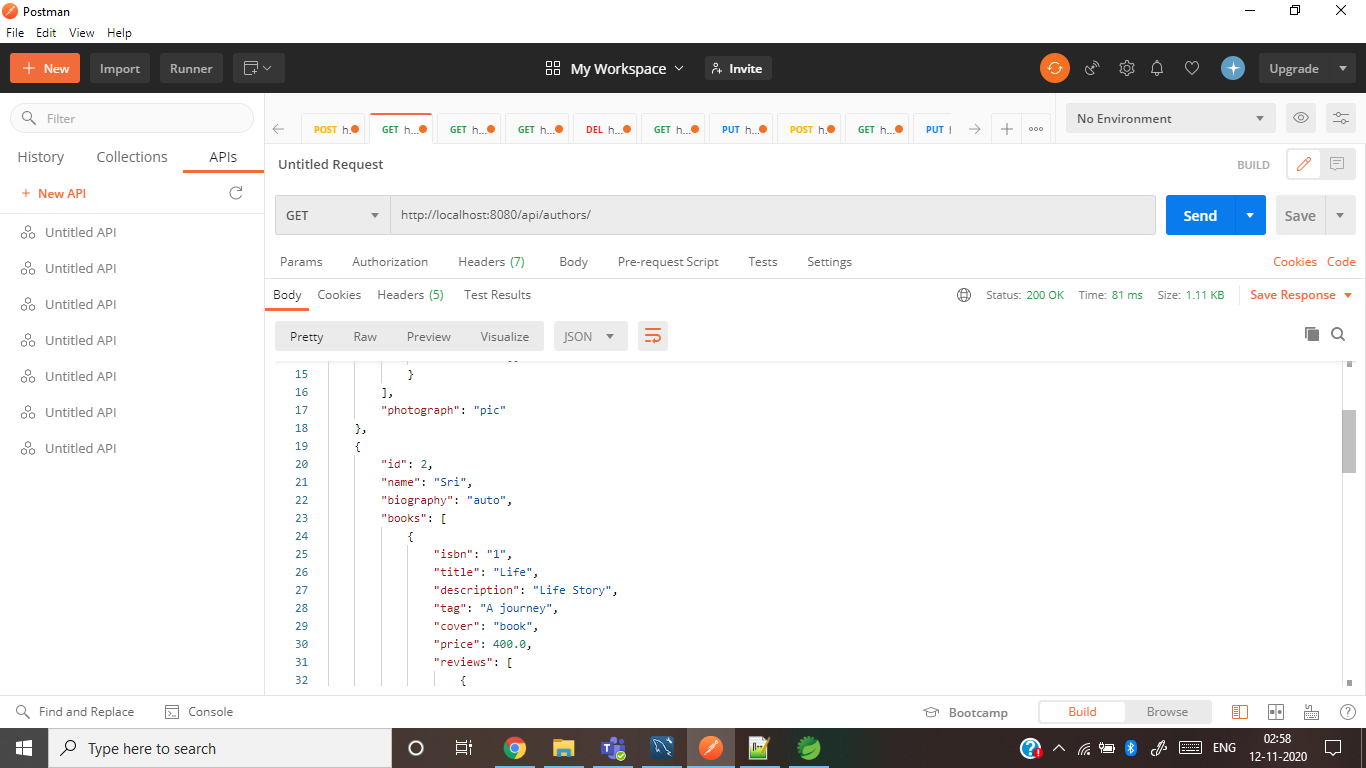 Postman
File Edit View Help
New Import Runner My Workspace Invite Upgrade
Filter
History Collections APIs
+ New API
Untitled API
Untitled API
Untitled API
Untitled API
Untitled API
Untitled API
Untitled API
POST h... GET h... GET h... GET h... DEL h... GET h... PUT h... POST h. GET h... PUT
No Environment
Untitled Request BUILD
GET http://localhost:8080/api/authors/ Send Save
Params Authorization Headers (7) Body Pre-request Script Tests Settings Cookies Code
Body Cookies Headers (5) Test Results Status: 200 OK Time: 81 ms Size: 1.11 KB Save Response
Pretty Raw Preview Visualize JSON
15 }
16 ],
17 "photograph": "pic"
18 },
19 {
20 "id": 2,
21 "name": "Sri",
22 "biography": "auto",
23 "books": [
24 {
25 "isbn": "1",
26 "title": "Life",
27 "description": "Life Story",
28 "tag": "A journey",
29 "cover": "book",
30 "price": 400.0,
31 "reviews": [
32 {
Find and Replace Console Bootcamp Build Browse
Type here to search ENG 02:58
12-11-2020